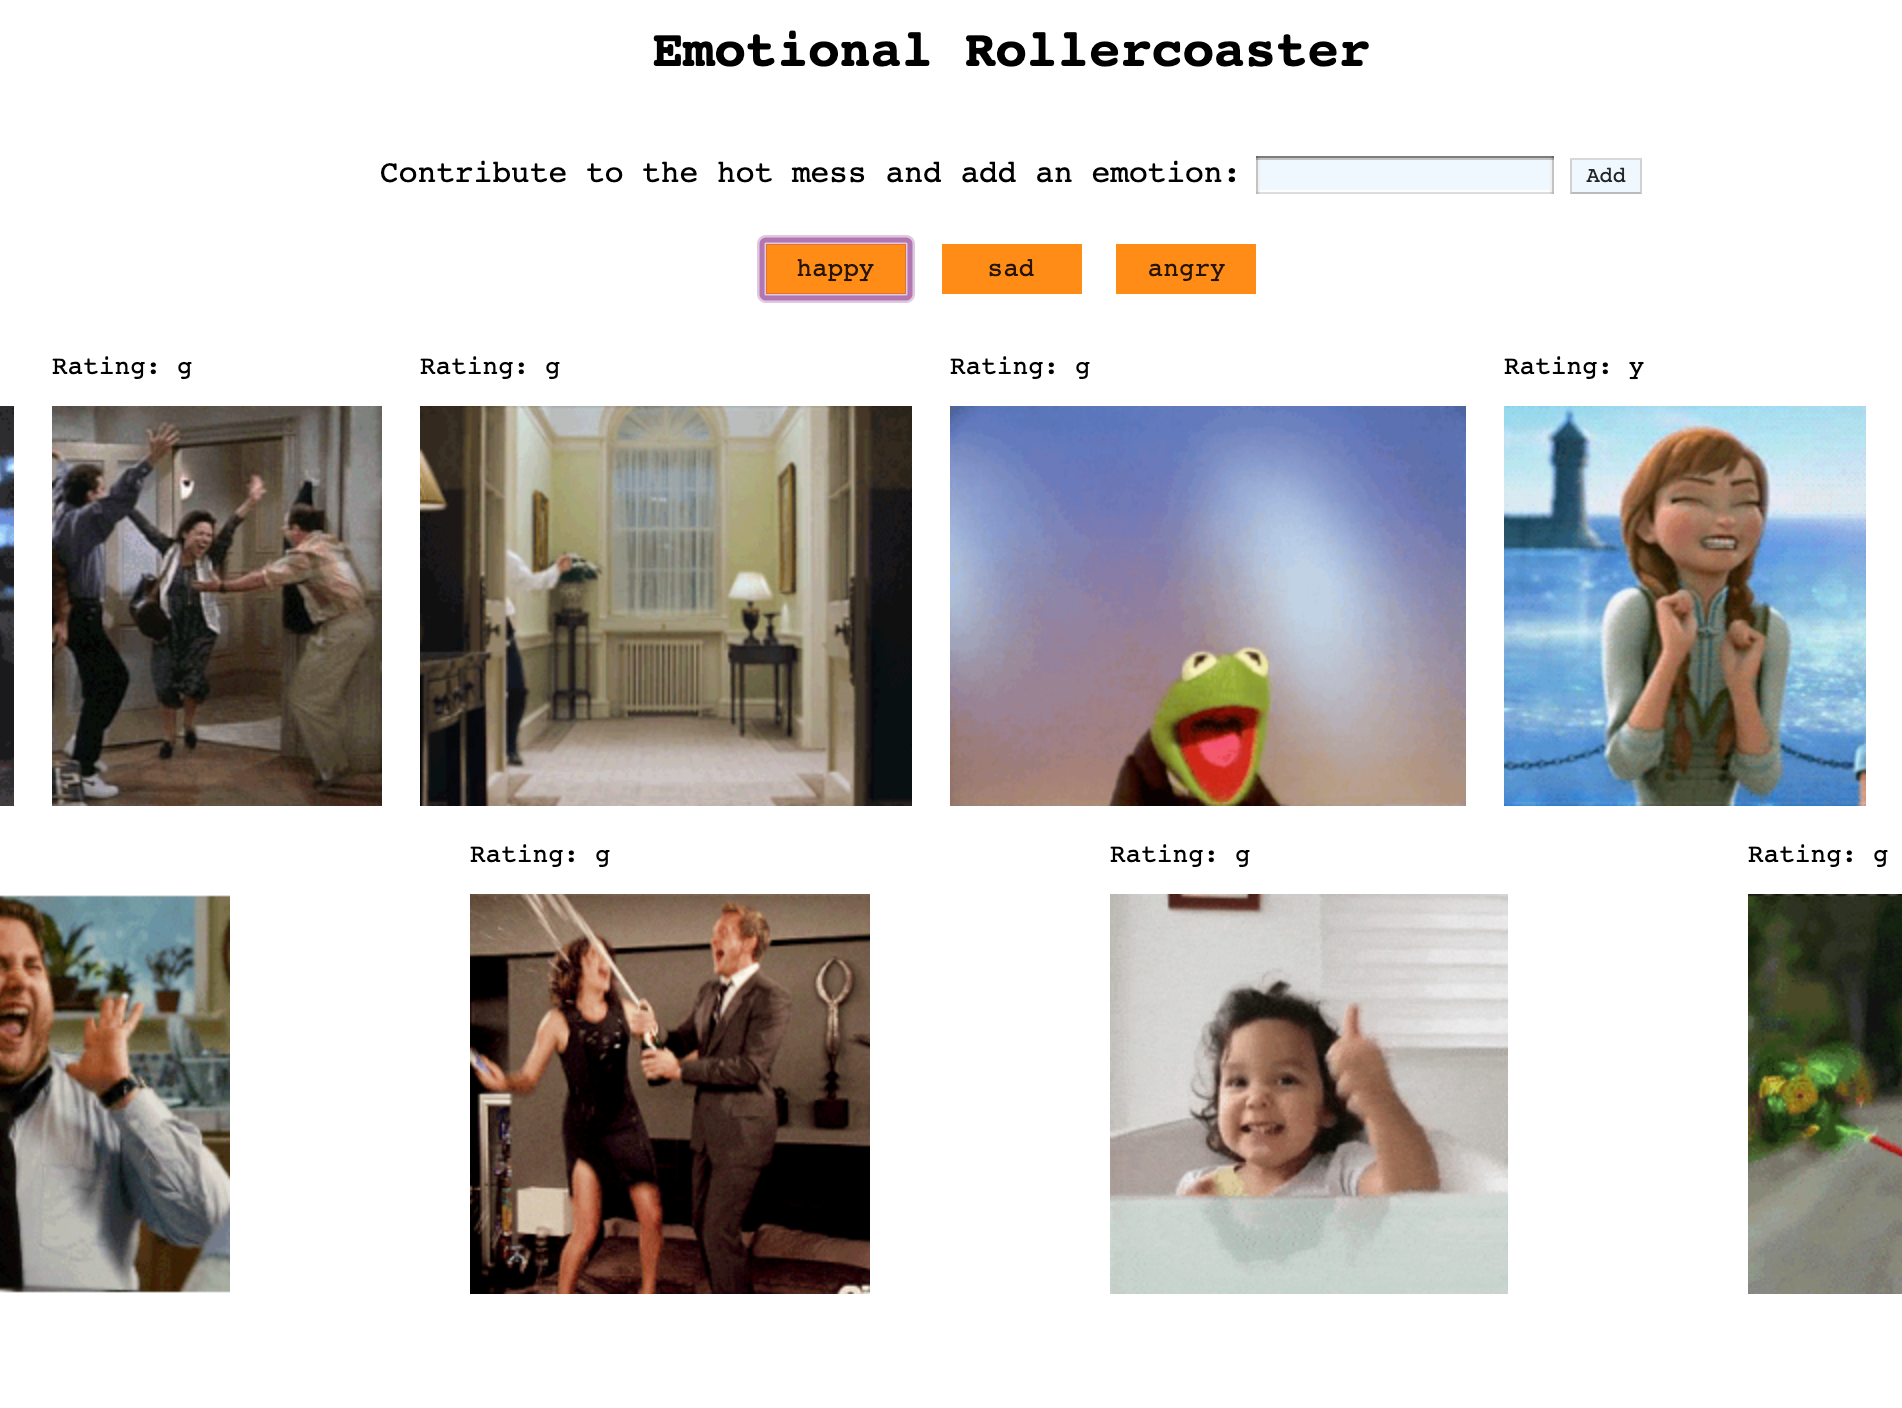 Emotional Rollercoaster
Contribute to the hot mess and add an emotion: Add
happy sad angry
Rating: g Rating: g Rating: g Rating: y
Rating: g Rating: g Rating: g